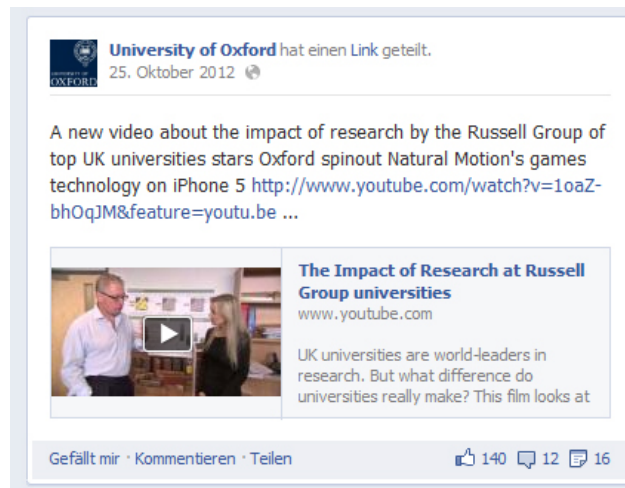 University of Oxford hat einen Link geteilt.
25. Oktober 2012
OXFORD
A new video about the impact of research by the Russell Group of
top UK universities stars Oxford spinout Natural Motion's games
technology on iPhone 5 http://www.youtube.com/watch?v=1oaZ-
bhOqJM&feature=youtu.be ...
The Impact of Research at Russell
Group universities
www.youtube.com
UK universities are world-leaders in
research. But what difference do
universities really make? This film looks at
Gefällt mir · Kommentieren · Teilen 140 12 16